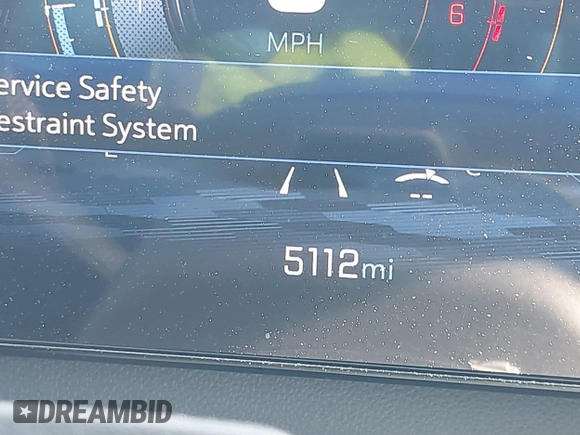 6
MPH
ervice Safety
estraint System
E
5112mi
--
DREAMBID